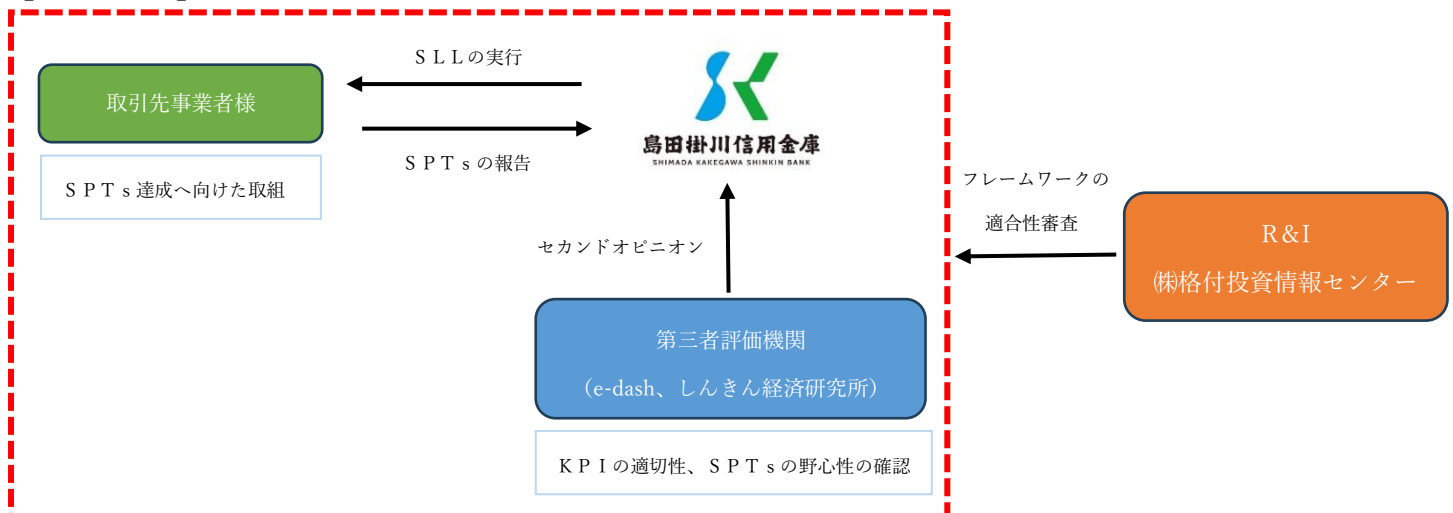 ＳＬＬの実行
取引先事業者様
島田掛川信用金庫
SHIMADA KAKEGAWA SHINKIN BANK
ＳＰＴｓの報告
ＳＰＴｓ達成へ向けた取組
フレームワークの
適合性審査
R&I
㈱格付投資情報センター
セカンドオピニオン
第三者評価機関
（e-dash、しんきん経済研究所）
ＫＰＩの適切性、ＳＰＴｓの野心性の確認